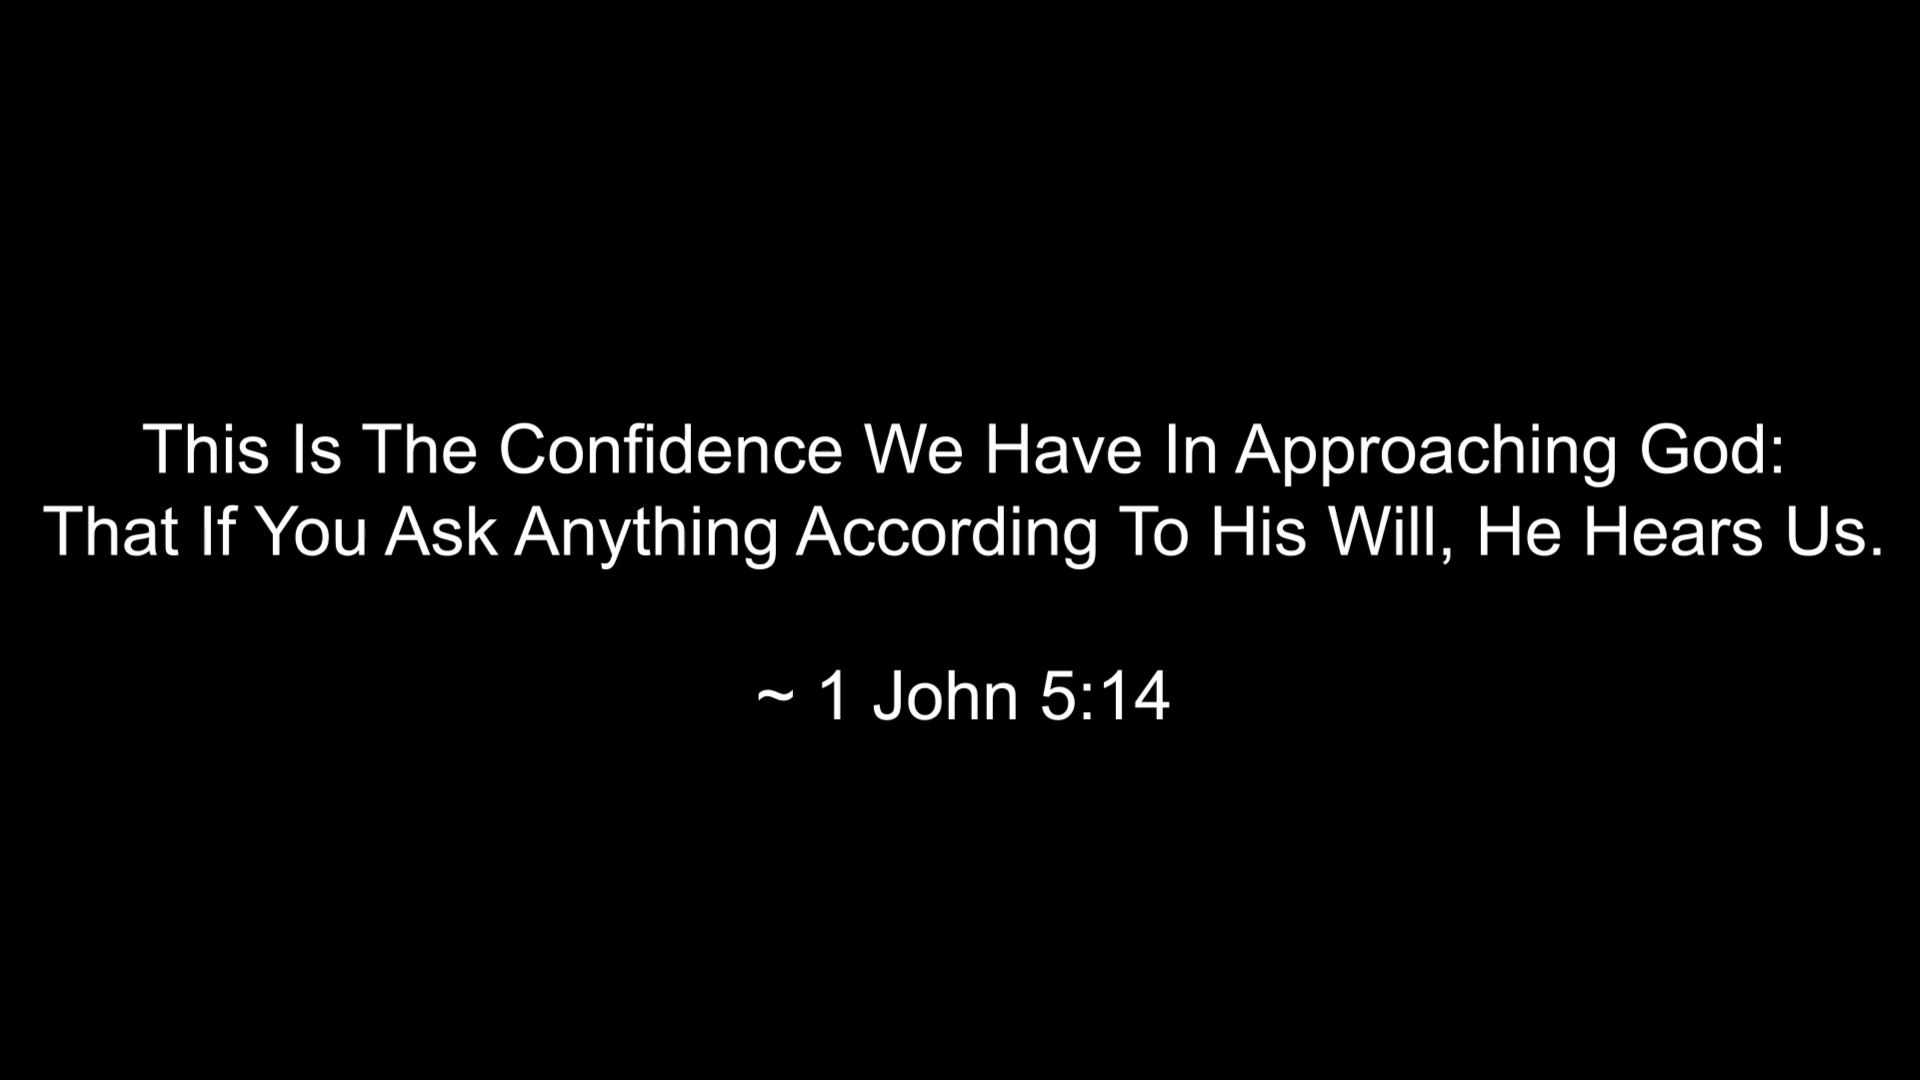 This Is The Confidence We Have In Approaching God:
That If You Ask Anything According To His Will, He Hears Us.
~ 1 John 5:14